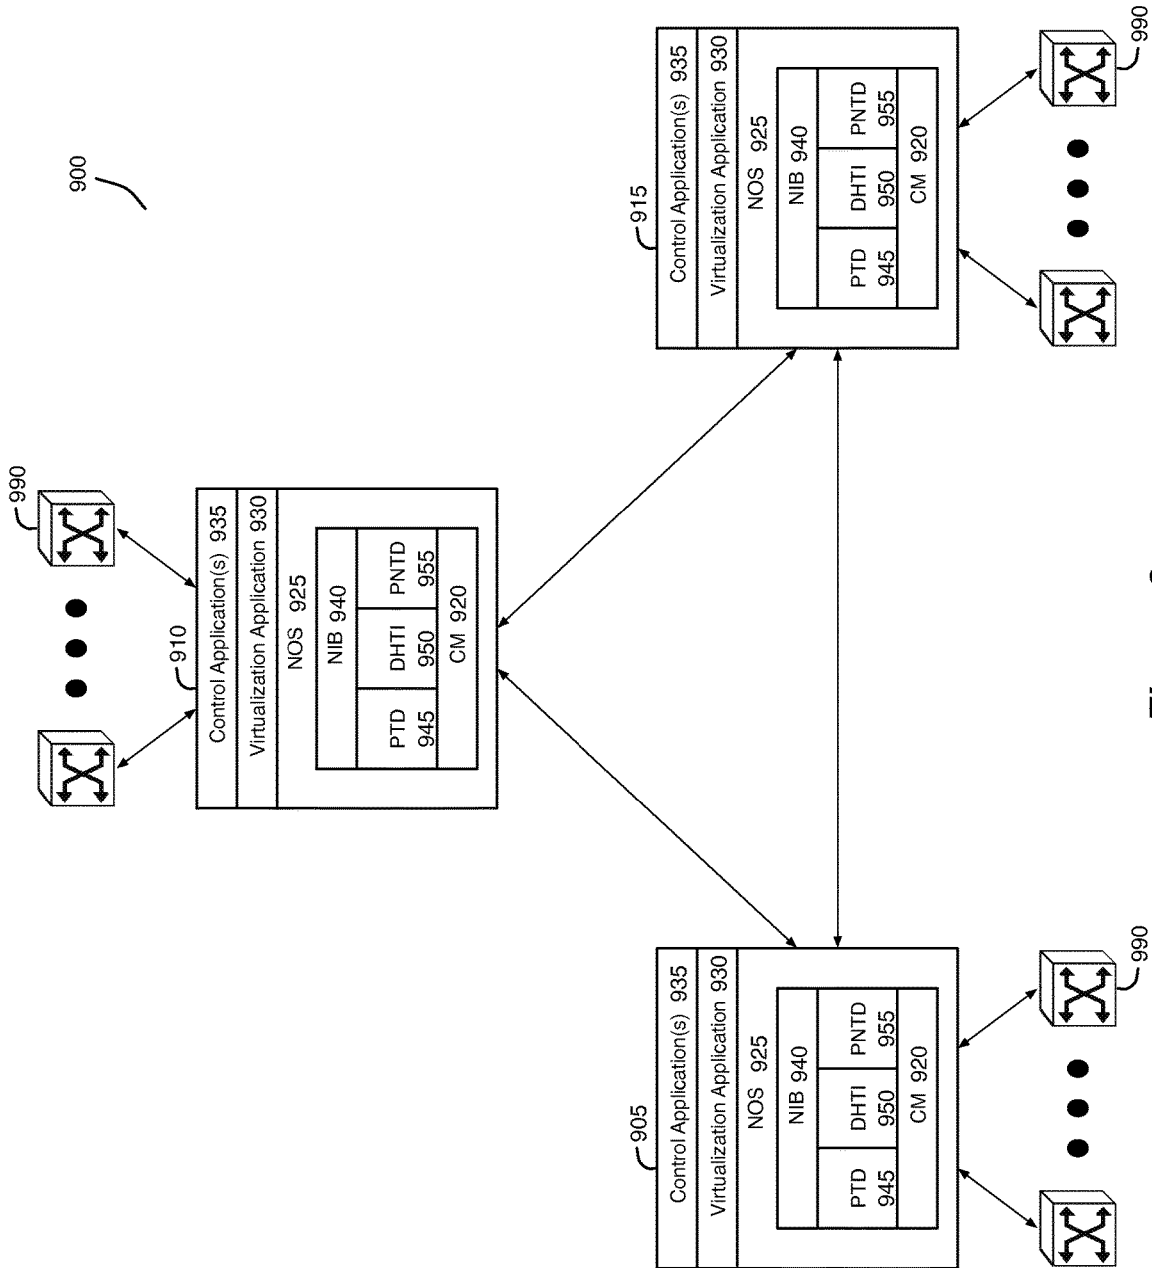 990
900
910
Control Application(s) 935
Virtualization Application 930
NOS 925
NIB 940
PTD
945
DHTI
950
PNTD
955
CM 920
905
Control Application(s) 935
Virtualization Application 930
NOS 925
NIB 940
PTD
945
DHTI
950
PNTD
955
CM 920
990
915
Control Application(s) 935
Virtualization Application 930
NOS 925
NIB 940
PTD
945
DHTI
950
PNTD
955
CM 920
990